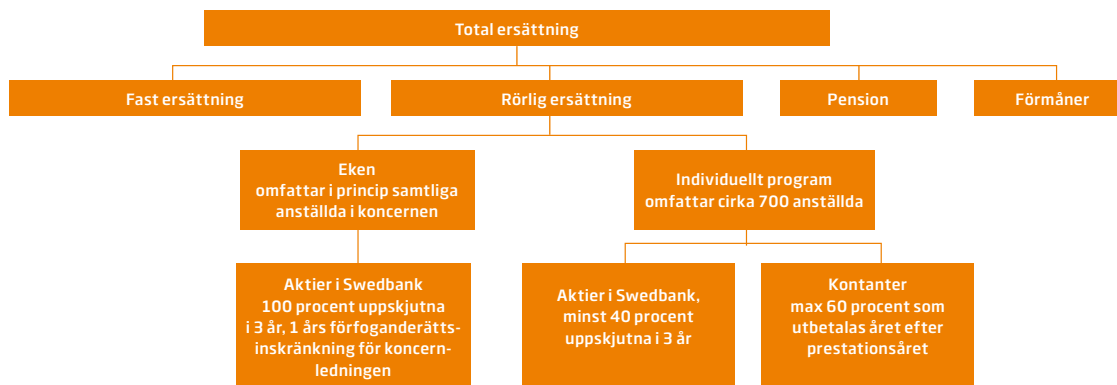 Total ersättning
Fast ersättning
Rörlig ersättning
Pension
Förmåner
Eken
omfattar i princip samtliga
anställda i koncernen
Individuellt program
omfattar cirka 700 anställda
Aktier i Swedbank
100 procent uppskjutna
i 3 år, 1 års förfoganderätts-
inskränkning för koncern-
ledningen
Aktier i Swedbank,
minst 40 procent
uppskjutna i 3 år
Kontanter
max 60 procent som
utbetalas året efter
prestationsåret